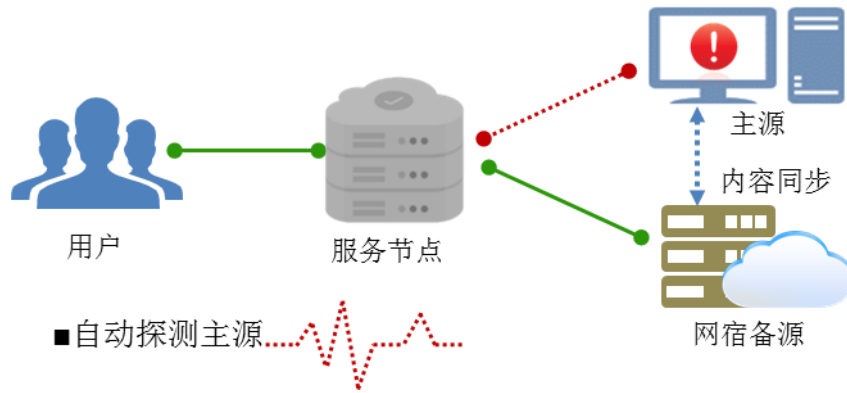 主源
内容同步
用户
服务节点
网宿备源
■自动探测主源